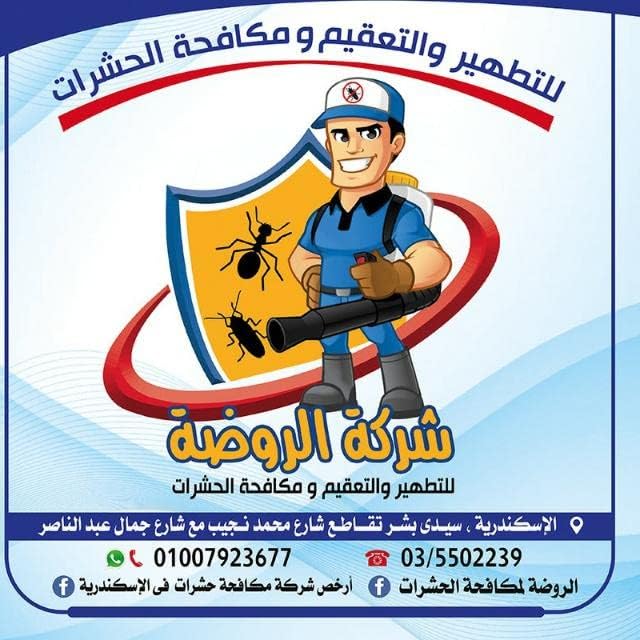 للتطهير والتعقيم و مكافحة الحشرات
شركة الروضة
للتطهير والتعقيم و مكافحة الحشرات
الإسكندرية ، سيدى بشر تقاطع شارع محمد نجيب مع شارع جمال عبد الناصر
03/5502239 01007923677
الروضة لمكافحة الحشرات أرخص شركة مكافحة حشرات فى الإسكندرية